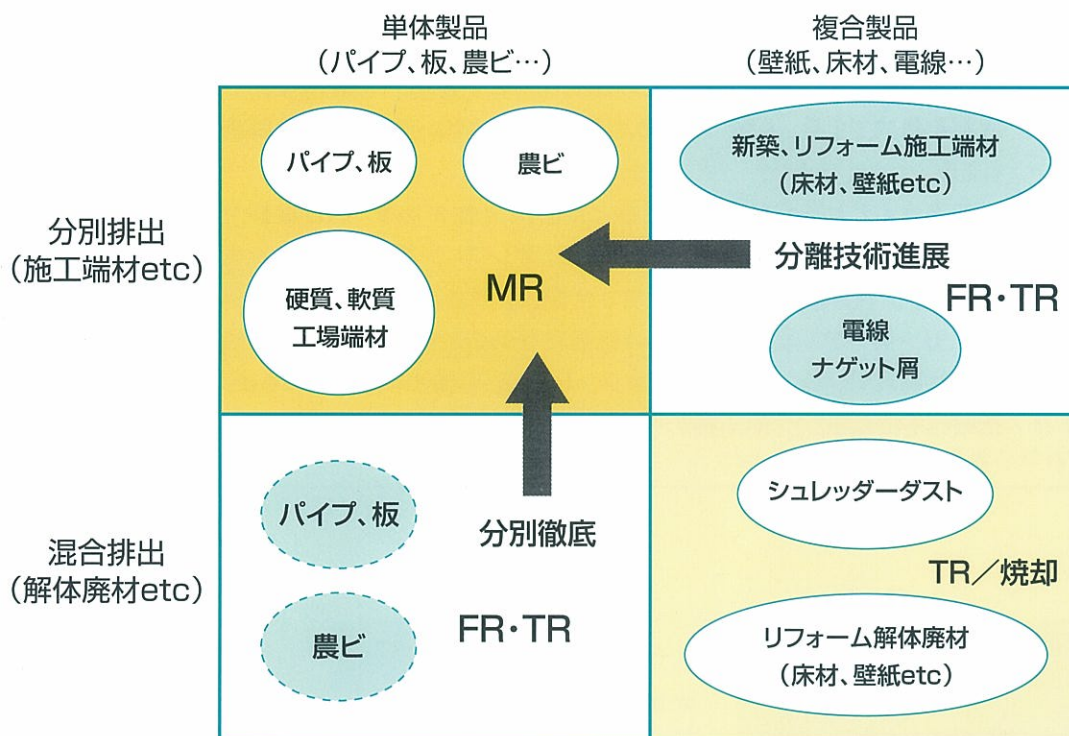 単体製品
(パイプ、板、農ビ…)
複合製品
(壁紙、床材、電線…)
分別排出
(施工端材etc)
パイプ、板
農ビ
硬質、軟質
工場端材
MR
新築、リフォーム施工端材
(床材、壁紙etc)
分離技術進展
FR・TR
電線
ナゲット屑
混合排出
(解体廃材etc)
パイプ、板
分別徹底
農ビ
FR・TR
シュレッダーダスト
TR／焼却
リフォーム解体廃材
(床材、壁紙etc)